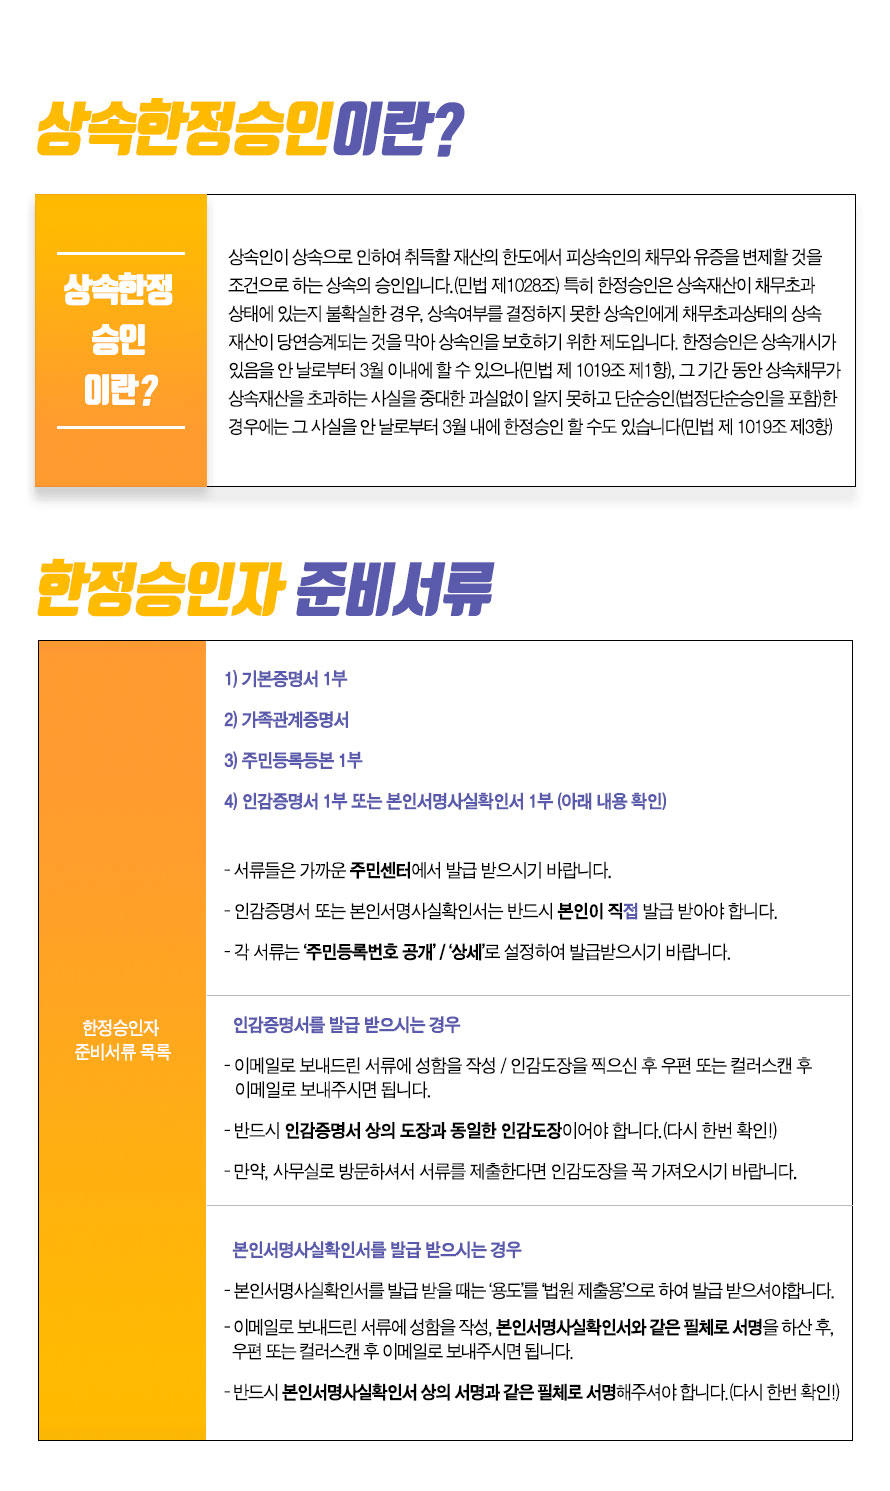 상속한정승인이란?
상속한정
승인
이란?
상속인이 상속으로 인하여 취득할 재산의 한도에서 피상속인의 채무와 유증을 변제할 것을
조건으로 하는 상속의 승인입니다.(민법 제1028조) 특히 한정승인은 상속재산이 채무초과
상태에 있는지 불확실한 경우, 상속여부를 결정하지 못한 상속인에게 채무초과상태의 상속
재산이 당연승계되는 것을 막아 상속인을 보호하기 위한 제도입니다. 한정승인은 상속개시가
있음을 안 날로부터 3월 이내에 할 수 있으나(민법 제 1019조 제1항), 그 기간 동안 상속채무가
상속재산을 초과하는 사실을 중대한 과실없이 알지 못하고 단순승인(법정단순승인을 포함)한
경우에는 그 사실을 안 날로부터 3월 내에 한정승인 할 수도 있습니다(민법 제 1019조 제3항)
한정승인자 준비서류
한정승인자
준비서류 목록
1) 기본증명서 1부
2) 가족관계증명서
3) 주민등록등본 1부
4) 인감증명서 1부 또는 본인서명사실확인서 1부 (아래 내용 확인)
- 서류들은 가까운 주민센터에서 발급 받으시기 바랍니다.
- 인감증명서 또는 본인서명사실확인서는 반드시 본인이 직접 발급 받아야 합니다.
- 각 서류는 ‘주민등록번호 공개’ / ‘상세’로 설정하여 발급받으시기 바랍니다.
인감증명서를 발급 받으시는 경우
- 이메일로 보내드린 서류에 성함을 작성 / 인감도장을 찍으신 후 우편 또는 컬러스캔 후
이메일로 보내주시면 됩니다.
- 반드시 인감증명서 상의 도장과 동일한 인감도장이어야 합니다.(다시 한번 확인!)
- 만약, 사무실로 방문하셔서 서류를 제출한다면 인감도장을 꼭 가져오시기 바랍니다.
본인서명사실확인서를 발급 받으시는 경우
- 본인서명사실확인서를 발급 받을 때는 ‘용도’를 ‘법원 제출용’으로 하여 발급 받으셔야합니다.
- 이메일로 보내드린 서류에 성함을 작성, 본인서명사실확인서와 같은 필체로 서명을 하산 후,
우편 또는 컬러스캔 후 이메일로 보내주시면 됩니다.
- 반드시 본인서명사실확인서 상의 서명과 같은 필체로 서명해주셔야 합니다.(다시 한번 확인!)